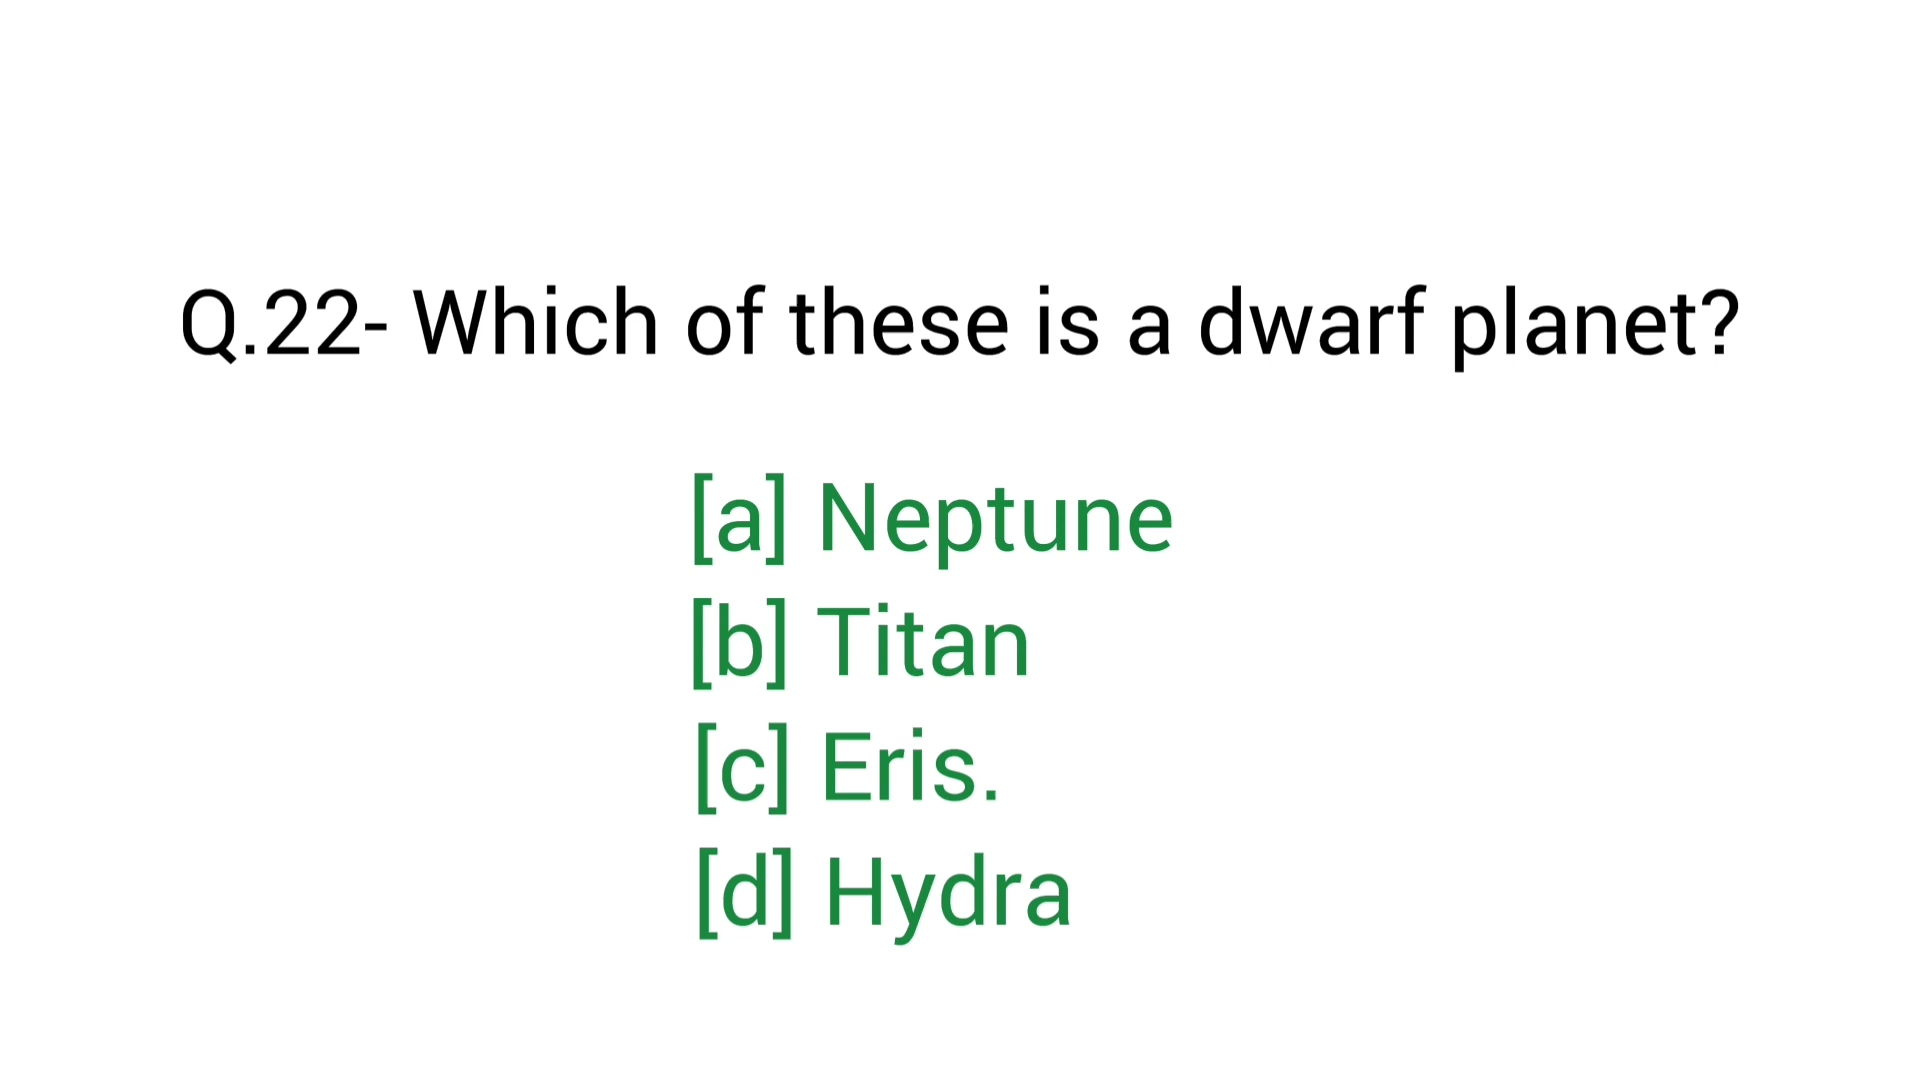 Q.22- Which of these is a dwarf planet?
[a] Neptune
[b] Titan
[c] Eris.
[d] Hydra